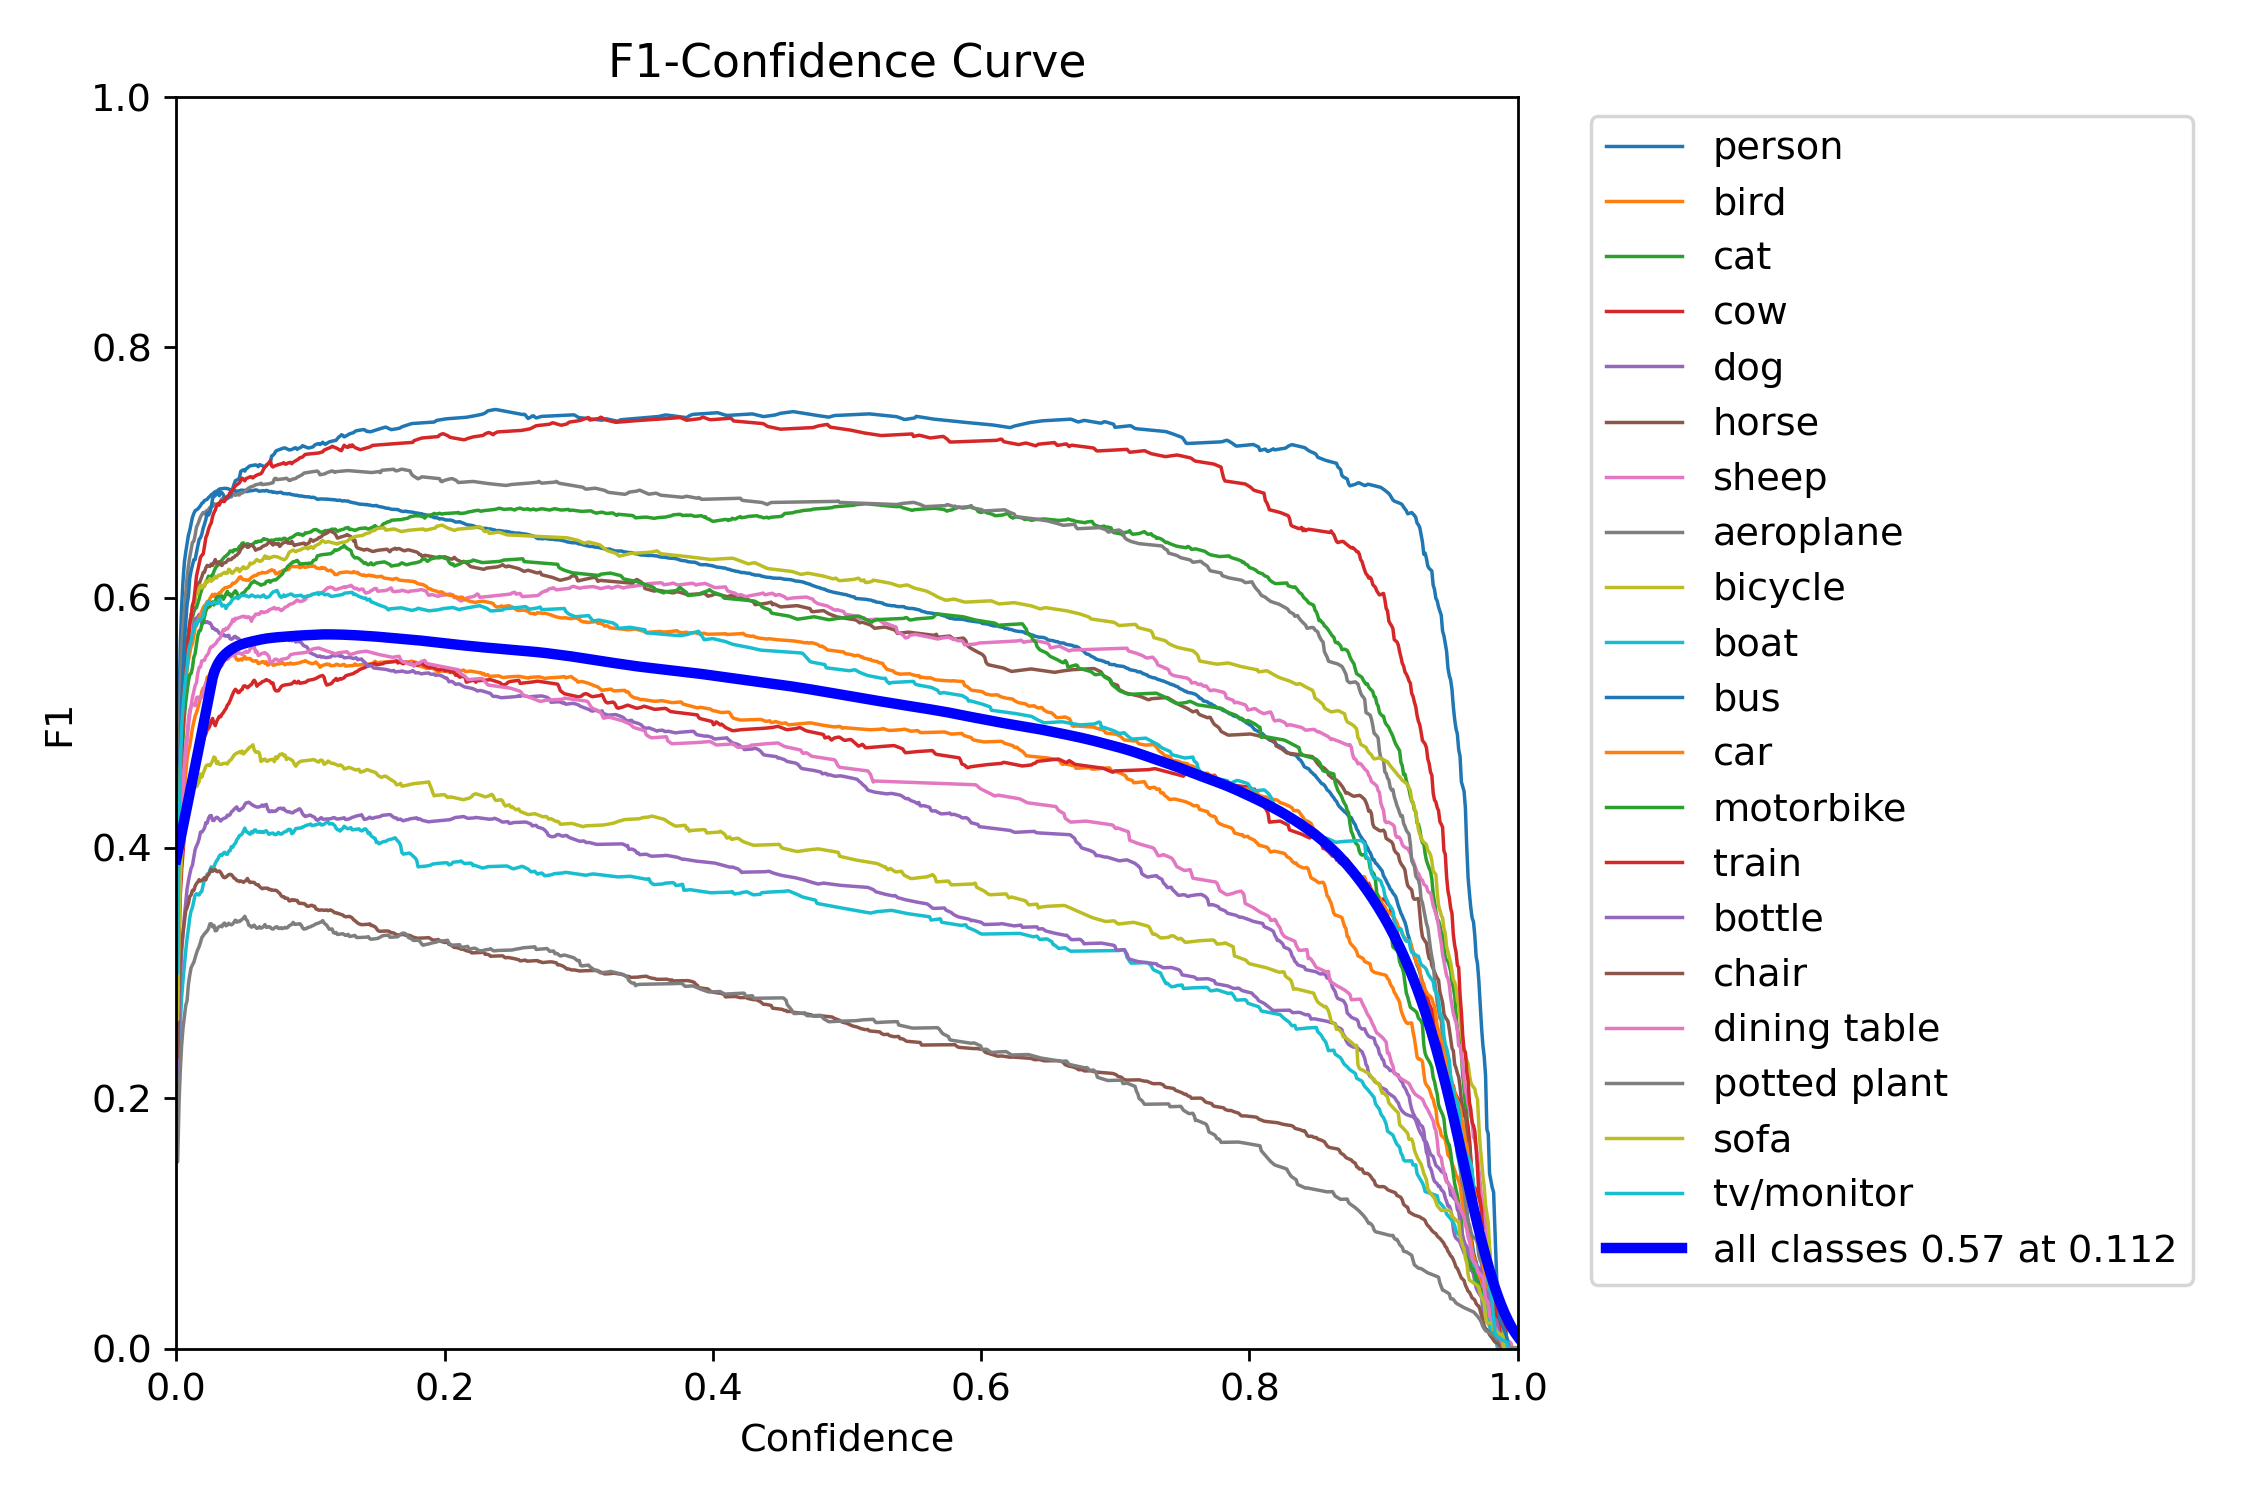 F1-Confidence Curve
1.0
0.8
0.6
0.4
0.2
0.0
F1
0.0 0.2 0.4 0.6 0.8 1.0
Confidence
person
bird
cat
cow
dog
horse
sheep
aeroplane
bicycle
boat
bus
car
motorbike
train
bottle
chair
dining table
potted plant
sofa
tv/monitor
all classes 0.57 at 0.112